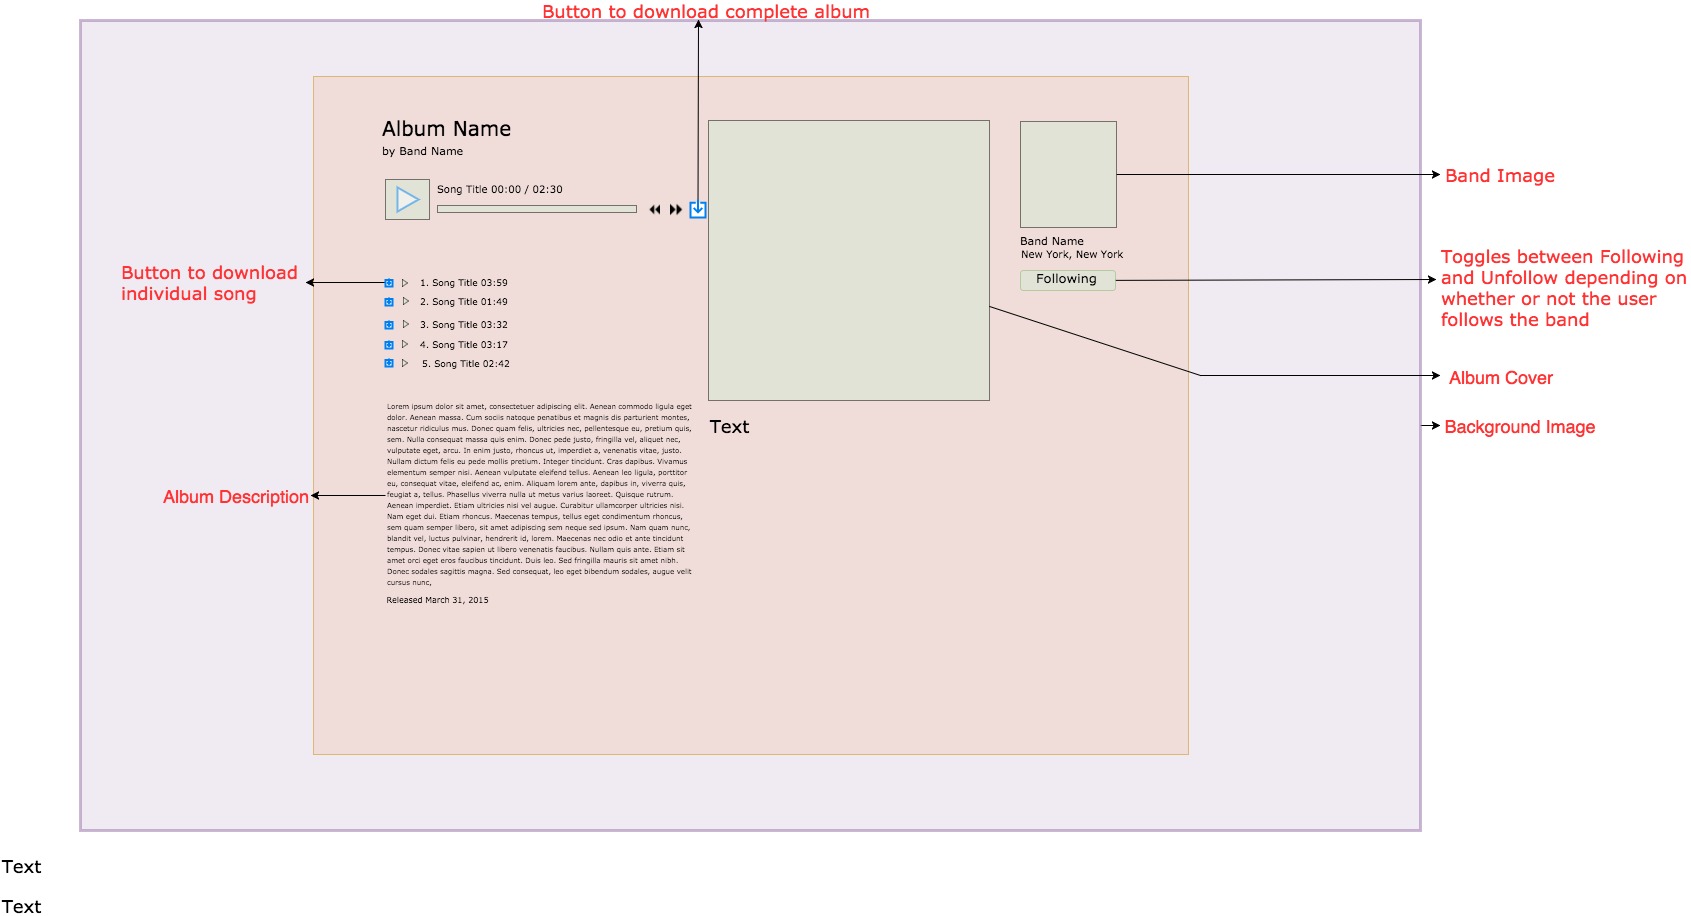 Button to download complete album
Album Name
by Band Name
Song Title 00:00 / 02:30
Button to download
individual song
1. Song Title 03:59
2. Song Title 01:49
3. Song Title 03:32
4. Song Title 03:17
5. Song Title 02:42
Lorem ipsum dolor sit amet, consectetuer adipiscing elit. Aenean commodo ligula eget
dolor. Aenean massa. Cum sociis natoque penatibus et magnis dis parturient montes,
nascetur ridiculus mus. Donec quam felis, ultricies nec, pellentesque eu, pretium quis,
sem. Nulla consequat massa quis enim. Donec pede justo, fringilla vel, aliquet nec,
vulputate eget, arcu. In enim justo, rhoncus ut, imperdiet a, venenatis vitae, justo.
Nullam dictum felis eu pede mollis pretium. Integer tincidunt. Cras dapibus. Vivamus
elementum semper nisi. Aenean vulputate eleifend tellus. Aenean leo ligula, porttitor
eu, consequat vitae, eleifend ac, enim. Aliquam lorem ante, dapibus in, viverra quis,
feugiat a, tellus. Phasellus viverra nulla ut metus varius laoreet. Quisque rutrum.
Aenean imperdiet. Etiam ultricies nisi vel augue. Curabitur ullamcorper ultricies nisi.
Nam eget dui. Etiam rhoncus. Maecenas tempus, tellus eget condimentum rhoncus,
sem quam semper libero, sit amet adipiscing sem neque sed ipsum. Nam quam nunc,
blandit vel, luctus pulvinar, hendrerit id, lorem. Maecenas nec odio et ante tincidunt
tempus. Donec vitae sapien ut libero venenatis faucibus. Nullam quis ante. Etiam sit
amet orci eget eros faucibus tincidunt. Duis leo. Sed fringilla mauris sit amet nibh.
Donec sodales sagittis magna. Sed consequat, leo eget bibendum sodales, augue velit
cursus nunc,
Album Description
Released March 31, 2015
Text
Band Name
New York, New York
Following
Band Image
Toggles between Following
and Unfollow depending on
whether or not the user
follows the band
Album Cover
Background Image
Text
Text